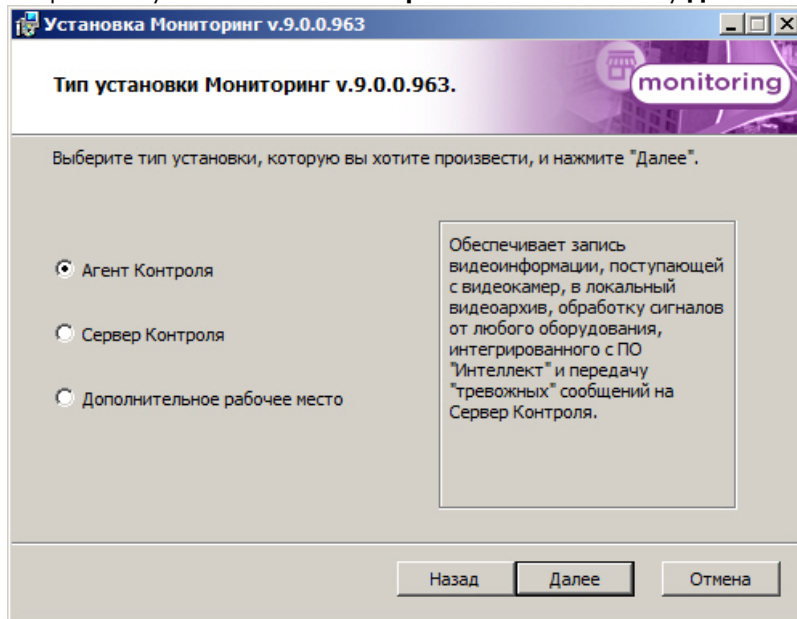 Установка Мониторинг v.9.0.0.963
Тип установки Мониторинг v.9.0.0.963.
monitoring
Выберите тип установки, которую вы хотите произвести, и нажмите "Далее".
Агент Контроля
Сервер Контроля
Дополнительное рабочее место
Обеспечивает запись
видеоинформации, поступающей
с видеокамер, в локальный
видеоархив, обработку сигналов
от любого оборудования,
интегрированного с ПО
"Интеллект" и передачу
"тревожных" сообщений на
Сервер Контроля.
Назад
Далее
Отмена